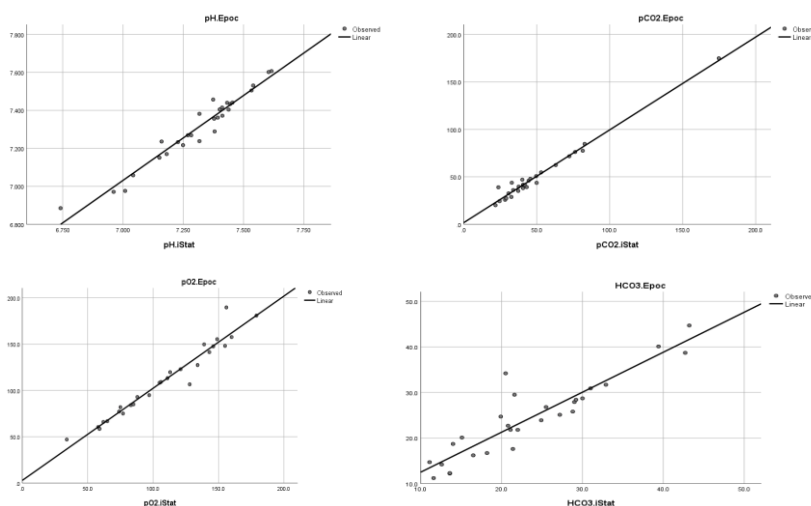 pH.Epoc
7.800
7.600
7.400
7.200
7.000
6.800
6.750 7.000 7.250 7.500 7.750
pH.iStat
Observed
Linear
pCO2.Epoc
200.0
150.0
100.0
50.0
.0
.0 50.0 100.0 150.0 200.0
pCO2.iStat
Observed
Linear
pO2.Epoc
200.0
150.0
100.0
50.0
.0
.0 50.0 100.0 150.0 200.0
pO2.iStat
Observed
Linear
HCO3.Epoc
50.0
40.0
30.0
20.0
10.0
10.0 20.0 30.0 40.0 50.0
HCO3.iStat
Observed
Linear